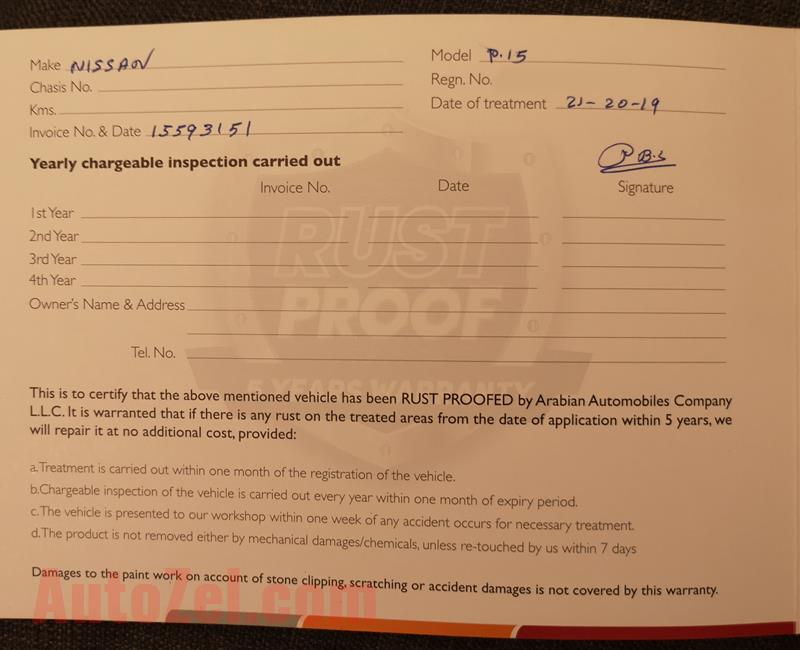 Make NISSAN Model P.15
Chasis No. Regn. No.
Kms. Date of treatment 21-20-19
Invoice No. & Date 15593151
Yearly chargeable inspection carried out
Invoice No. Date Signature
1st Year
2nd Year
3rd Year
4th Year
Owner's Name & Address
Tel. No.
RUST
PROOF
5 YEARS WARRANTY
This is to certify that the above mentioned vehicle has been RUST PROOFED by Arabian Automobiles Company
L.L.C. It is warranted that if there is any rust on the treated areas from the date of application within 5 years, we
will repair it at no additional cost, provided:
a.Treatment is carried out within one month of the registration of the vehicle.
b.Chargeable inspection of the vehicle is carried out every year within one month of expiry period.
c.The vehicle is presented to our workshop within one week of any accident occurs for necessary treatment.
d.The product is not removed either by mechanical damages/chemicals, unless re-touched by us within 7 days
Damages to the paint work on account of stone clipping, scratching or accident damages is not covered by this warranty.
AutoZel.com